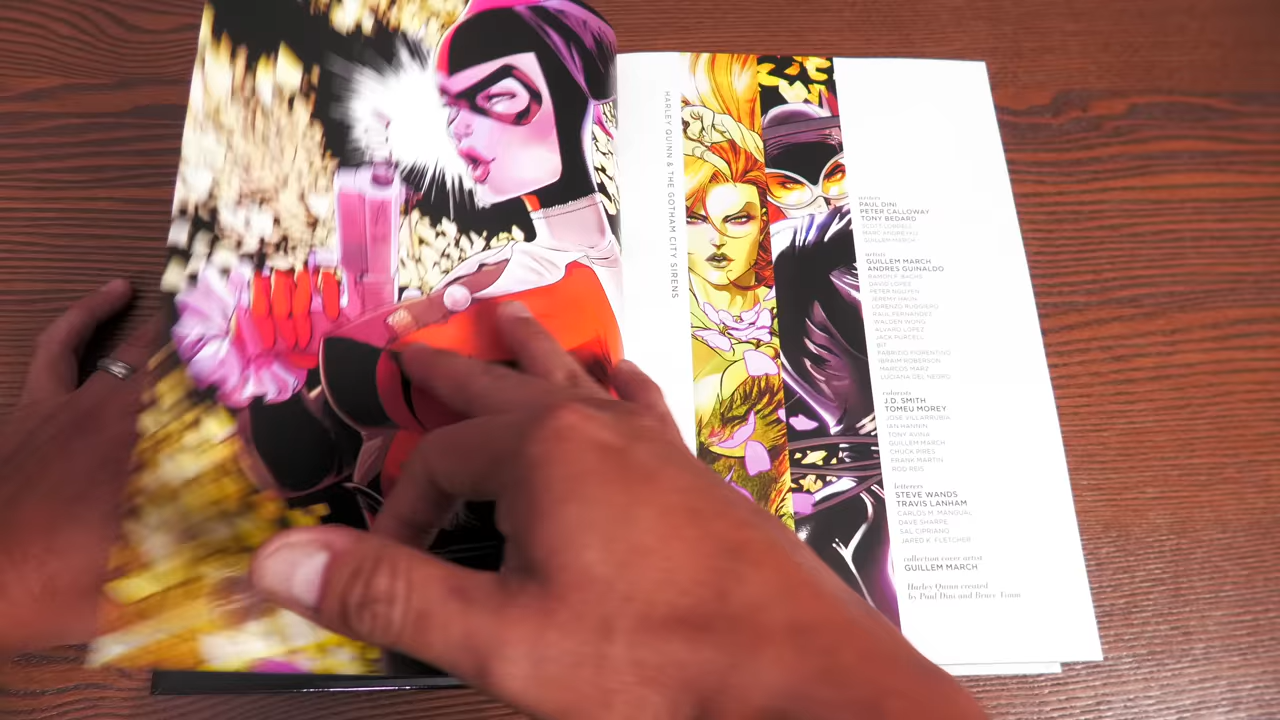 HARLEY QUINN & THE GOTHAM CITY SIRENS
writers
PAUL DINI
PETER CALLOWAY
TONY BEDARD
SCOTT LOBDELL
MARC ANDREYKO
GUILLEM MARCH
artists
GUILLEM MARCH
ANDRES GUINALDO
RAMON F. BACHS
DAVID LOPEZ
PETER NGUYEN
JEREMY HAUN
LORENZO RUGGIERO
RAUL FERNANDEZ
WALDEN WONG
ALVARO LOPEZ
JACK PURCELL
BIT
FABRIZIO FIORENTINO
IBRAIM ROBERSON
MARCOS MARZ
LUCIANA DEL NEGRO
colorists
J.D. SMITH
TOMEU MOREY
JOSE VILLARRUBIA
IAN HANNIN
TONY AVINA
GUILLEM MARCH
CHUCK PIRES
FRANK MARTIN
ROD REIS
letterers
STEVE WANDS
TRAVIS LANHAM
CARLOS M. MANGUAL
DAVE SHARPE
SAL CIPRIANO
JARED K. FLETCHER
collection cover artist
GUILLEM MARCH
Harley Quinn created
by Paul Dini and Bruce Timm